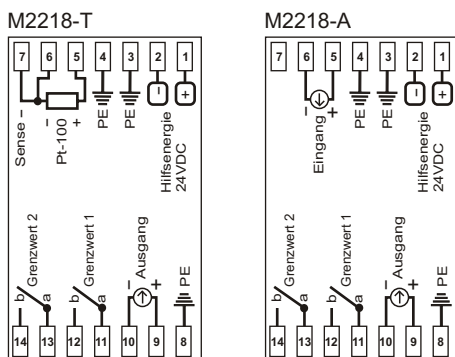 M2218-T
7 6 5 4 3 2 1
Sense –
– Pt-100 +
PE
PE
– +
Hilfsenergie
24VDC
Grenzwert 2
b a
Grenzwert 1
b a
– Ausgang +
PE
14 13 12 11 10 9 8
M2218-A
7 6 5 4 3 2 1
– Eingang +
PE
PE
– +
Hilfsenergie
24VDC
Grenzwert 2
b a
Grenzwert 1
b a
– Ausgang +
PE
14 13 12 11 10 9 8